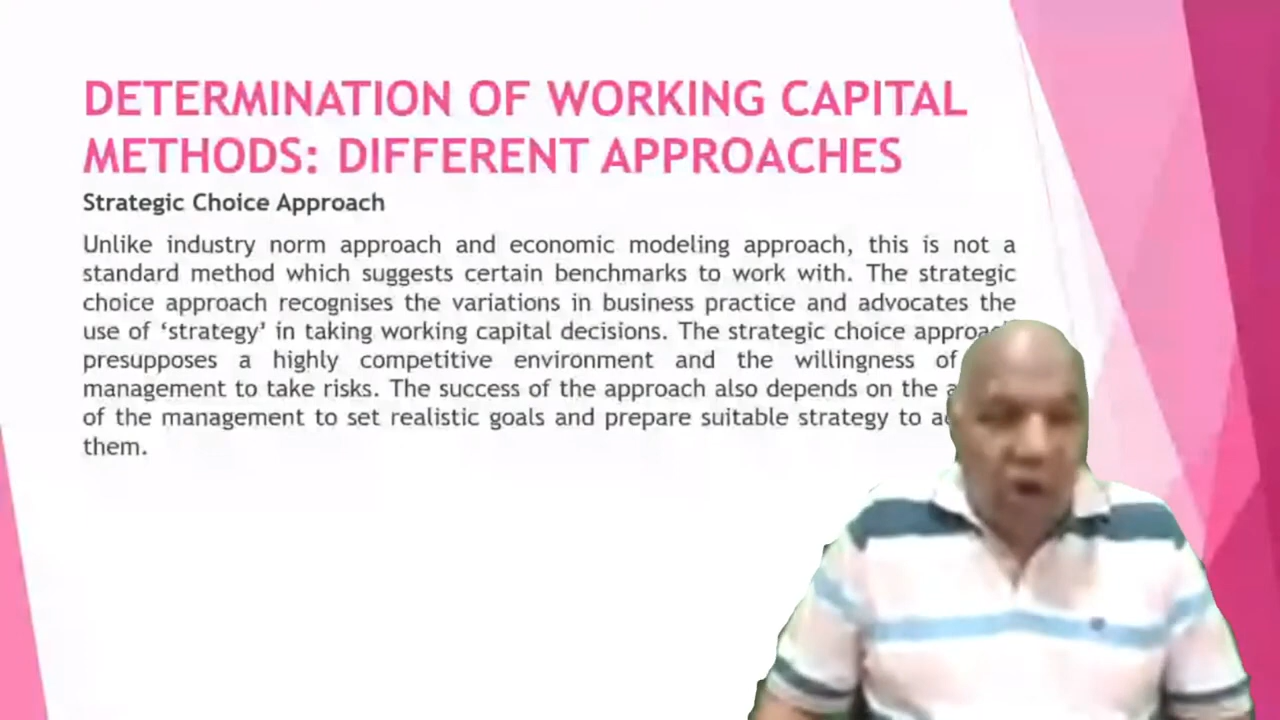 DETERMINATION OF WORKING CAPITAL
METHODS: DIFFERENT APPROACHES
Strategic Choice Approach
Unlike industry norm approach and economic modeling approach, this is not a
standard method which suggests certain benchmarks to work with. The strategic
choice approach recognises the variations in business practice and advocates the
use of ‘strategy’ in taking working capital decisions. The strategic choice approach
presupposes a highly competitive environment and the willingness of
management to take risks. The success of the approach also depends on the
of the management to set realistic goals and prepare suitable strategy to
them.